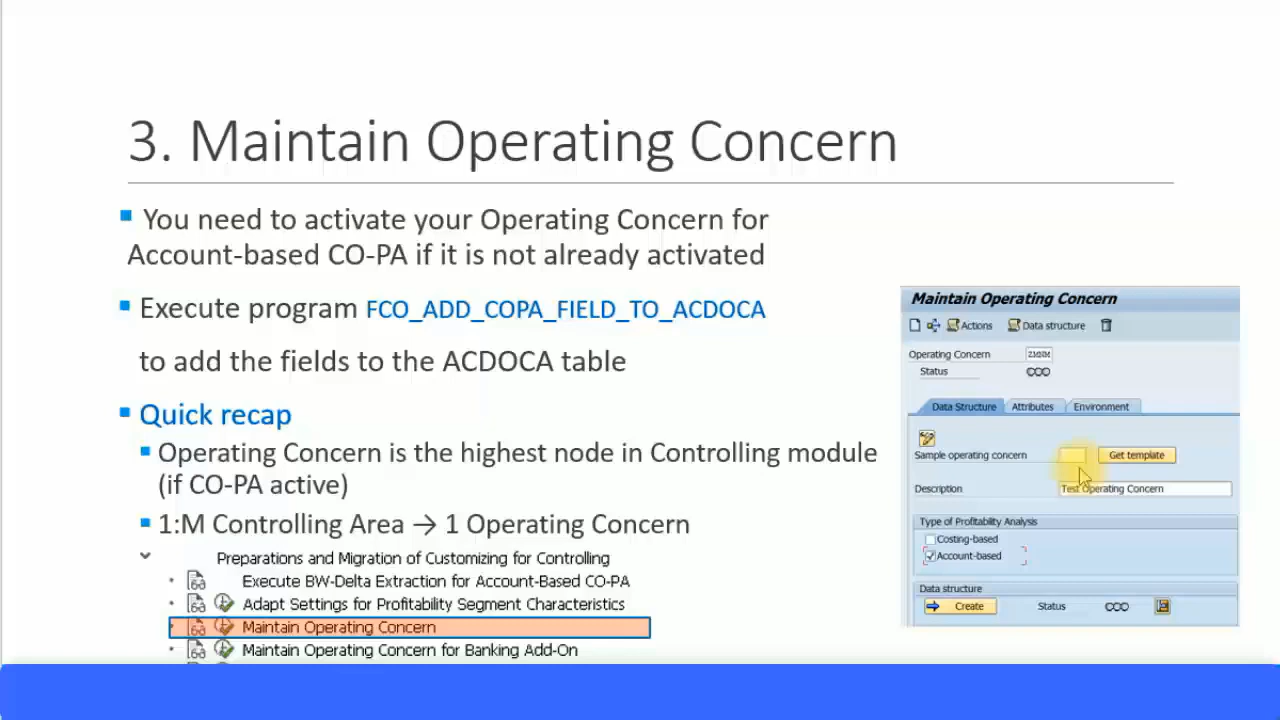 3. Maintain Operating Concern
You need to activate your Operating Concern for
Account-based CO-PA if it is not already activated
Execute program FCO_ADD_COPA_FIELD_TO_ACDOCA
to add the fields to the ACDOCA table
Quick recap
Operating Concern is the highest node in Controlling module
(if CO-PA active)
1:M Controlling Area → 1 Operating Concern
Preparations and Migration of Customizing for Controlling
Execute BW-Delta Extraction for Account-Based CO-PA
Adapt Settings for Profitability Segment Characteristics
Maintain Operating Concern
Maintain Operating Concern for Banking Add-On
Maintain Operating Concern
Actions Data structure
Operating Concern
Status
Data Structure Attributes Environment
Sample operating concern Get template
Description Test Operating Concern
Type of Profitability Analysis
Costing-based
Account-based
Data structure
Create Status